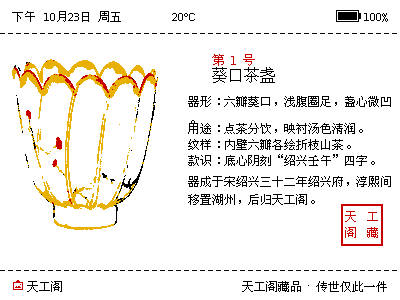 下午 10月23日 周五 20°C 100%
第 1 号
葵口茶盏
器形：六瓣葵口，浅腹圈足，盏心微凹
。
用途：点茶分饮，映衬汤色清润。
纹样：内壁六瓣各绘折枝山茶。
款识：底心阴刻“绍兴壬午”四字。
器成于宋绍兴三十二年绍兴府，淳熙间
移置湖州，后归天工阁。
天 工
阁 藏
天工阁 天工阁藏品 · 传世仅此一件